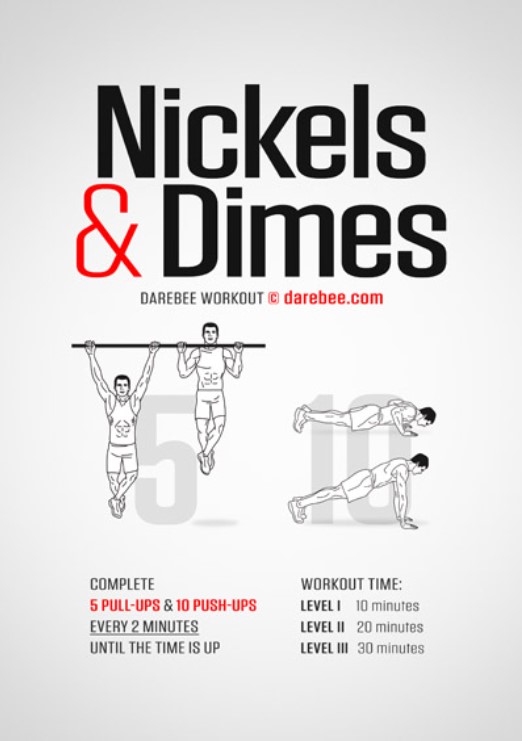 Nickels
& Dimes
DAREBEE WORKOUT © darebee.com
5
10
COMPLETE
5 PULL-UPS & 10 PUSH-UPS
EVERY 2 MINUTES
UNTIL THE TIME IS UP
WORKOUT TIME:
LEVEL I 10 minutes
LEVEL II 20 minutes
LEVEL III 30 minutes